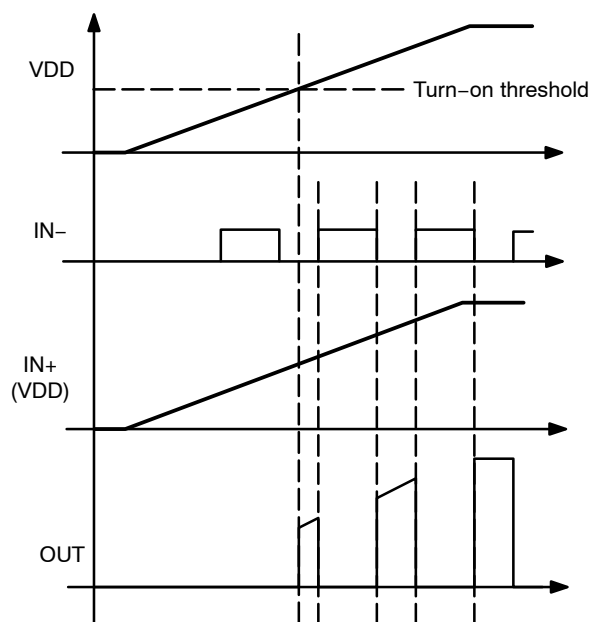 VDD
Turn−on threshold
IN−
IN+
(VDD)
OUT